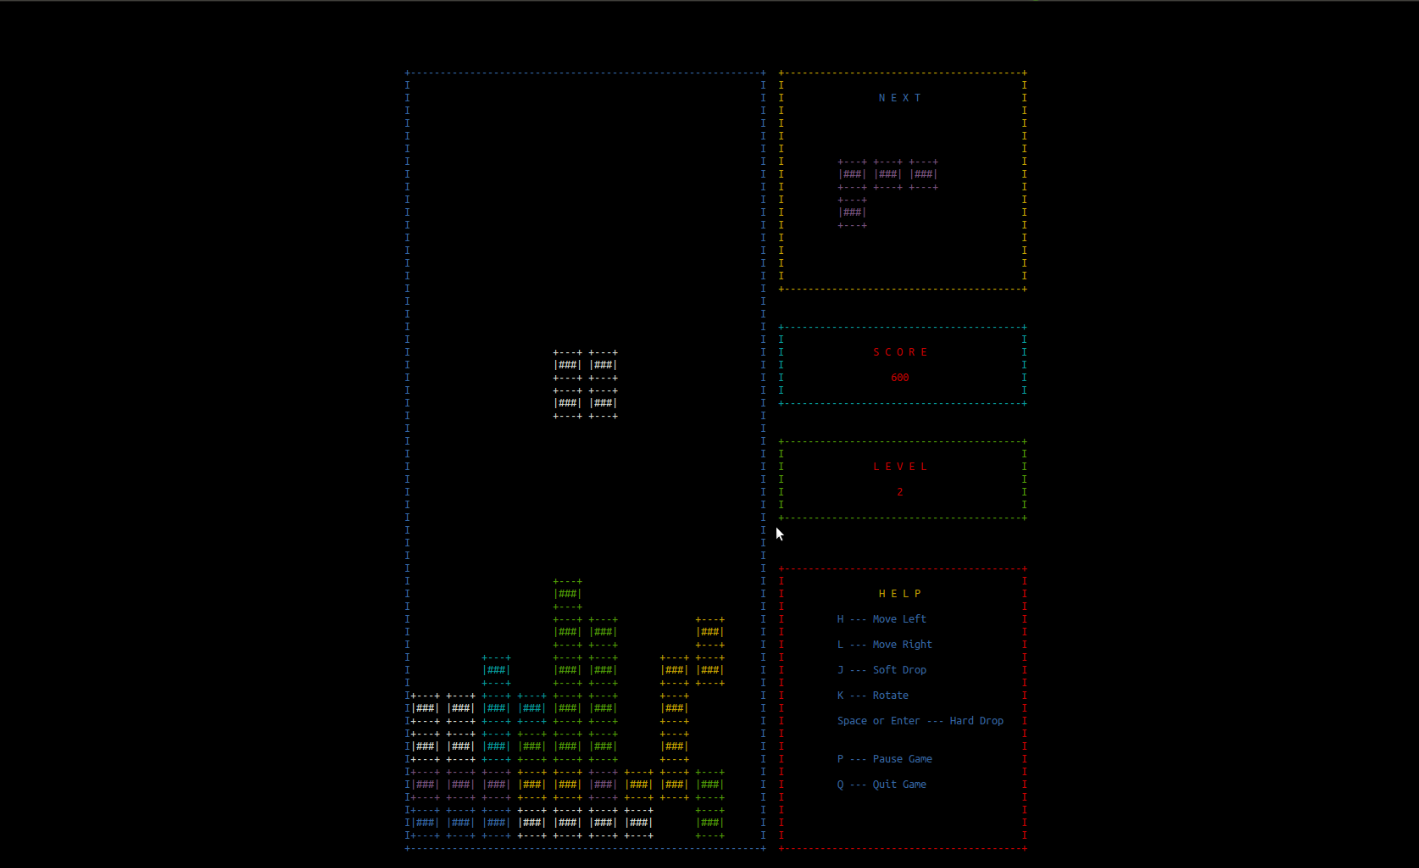 N E X T
S C O R E
600
L E V E L
2
H E L P
H --- Move Left
L --- Move Right
J --- Soft Drop
K --- Rotate
Space or Enter --- Hard Drop
P --- Pause Game
Q --- Quit Game